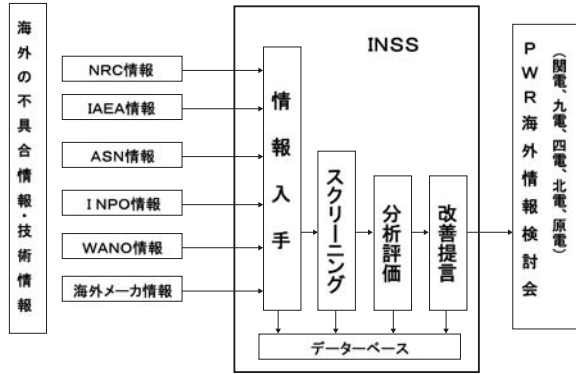 海外の不具合情報・技術情報
NRC情報
IAEA情報
ASN情報
INPO情報
WANO情報
海外メーカ情報
INSS
情報入手
スクリーニング
分析評価
改善提言
データーベース
PWR海外情報検討会
(関電、九電、四電、北電、原電)